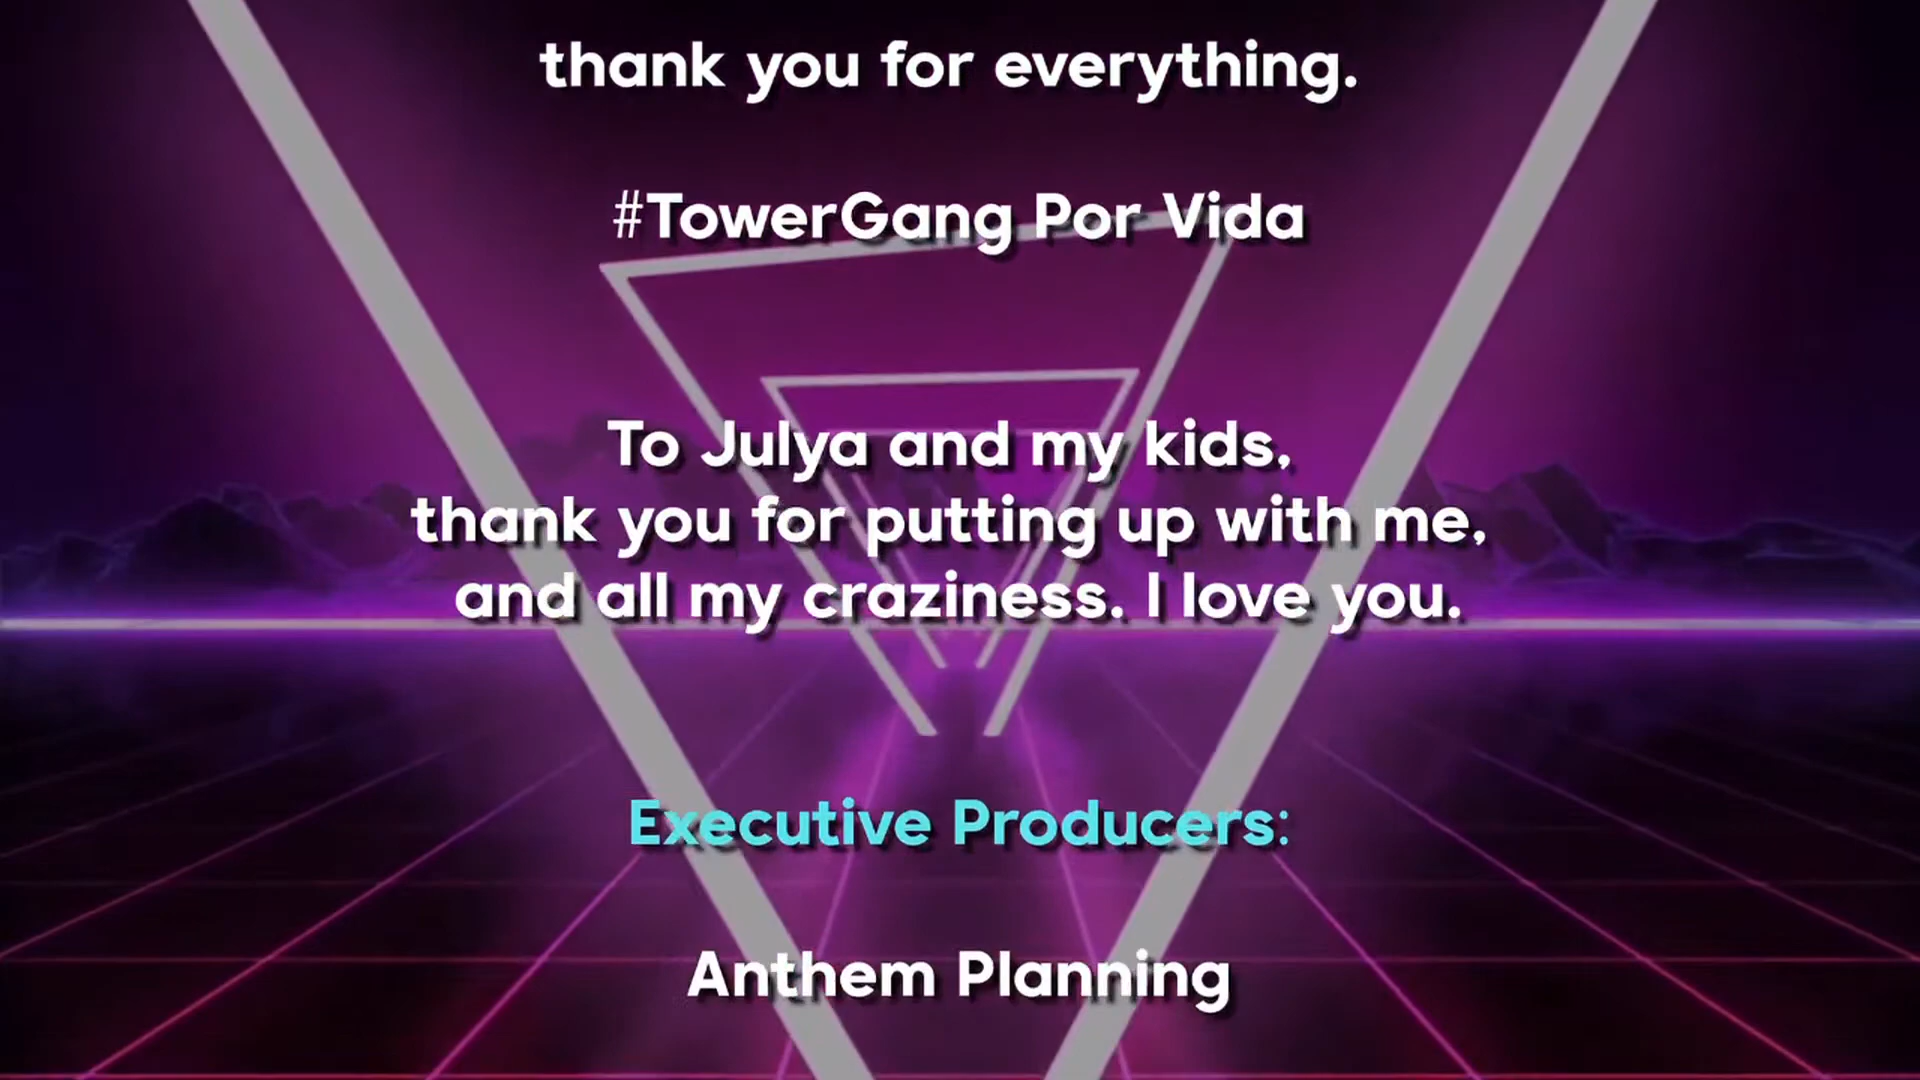 thank you for everything.
#TowerGang Por Vida
To Julya and my kids,
thank you for putting up with me,
and all my craziness. I love you.
Executive Producers:
Anthem Planning